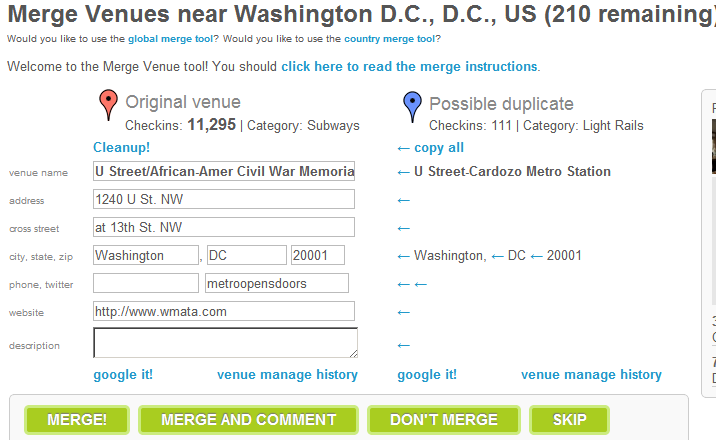 Merge Venues near Washington D.C., D.C., US (210 remaining)
Would you like to use the global merge tool? Would you like to use the country merge tool?
Welcome to the Merge Venue tool! You should click here to read the merge instructions.
Original venue
Checkins: 11,295 | Category: Subways
Possible duplicate
Checkins: 111 | Category: Light Rails
Cleanup!
← copy all
venue name U Street/African-Amer Civil War Memoria ← U Street-Cardozo Metro Station
address 1240 U St. NW ←
cross street at 13th St. NW ←
city, state, zip Washington , DC 20001 ← Washington, ← DC ← 20001
phone, twitter metroopensdoors ← ←
website http://www.wmata.com ←
description ←
google it! venue manage history google it! venue manage history
MERGE! MERGE AND COMMENT DON'T MERGE SKIP